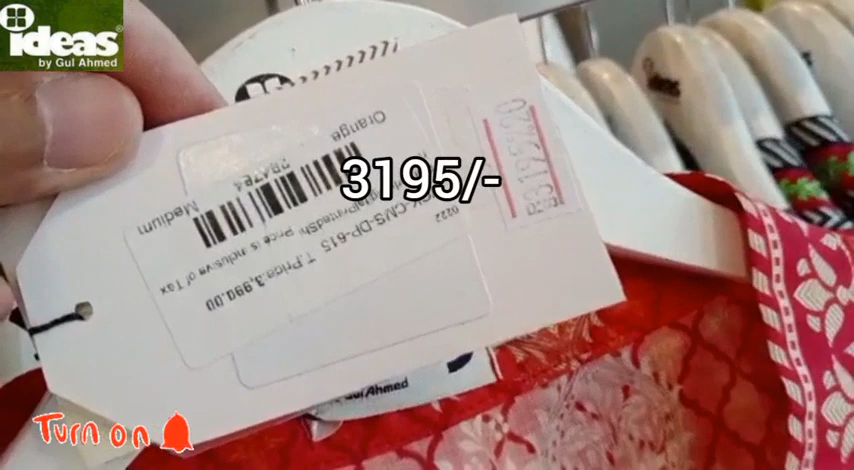 ideas®
by Gul Ahmed
Orange
Medium
3195/-
0222
Price is inclusive of Tax
T.Price:3,990.00
Gul Ahmed
Turn on